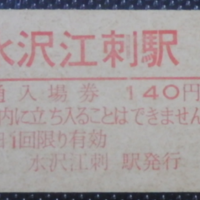 水沢江刺駅
通入場券 140円
内に立ち入ることはできません
1回限り有効
水沢江刺 駅発行